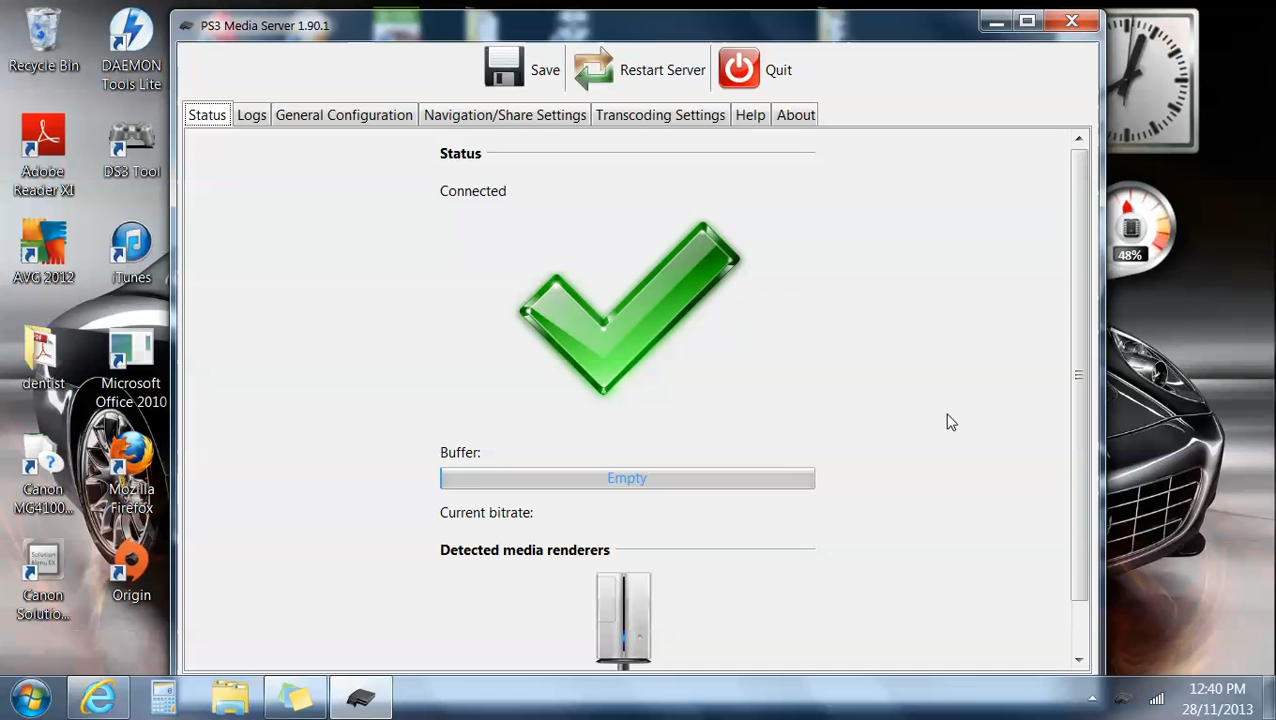 PS3 Media Server 1.90.1
Save
Restart Server
Quit
Status
Logs
General Configuration
Navigation/Share Settings
Transcoding Settings
Help
About
Status
Connected
Buffer:
Empty
Current bitrate:
Detected media renderers
Recycle Bin
DAEMON
Tools Lite
Adobe
Reader XI
DS3 Tool
AVG 2012
iTunes
dentist
Microsoft
Office 2010
Canon
MG4100...
Mozilla
Firefox
Solution
Menu EX
Canon
Solutio...
Origin
48%
12:40 PM
28/11/2013